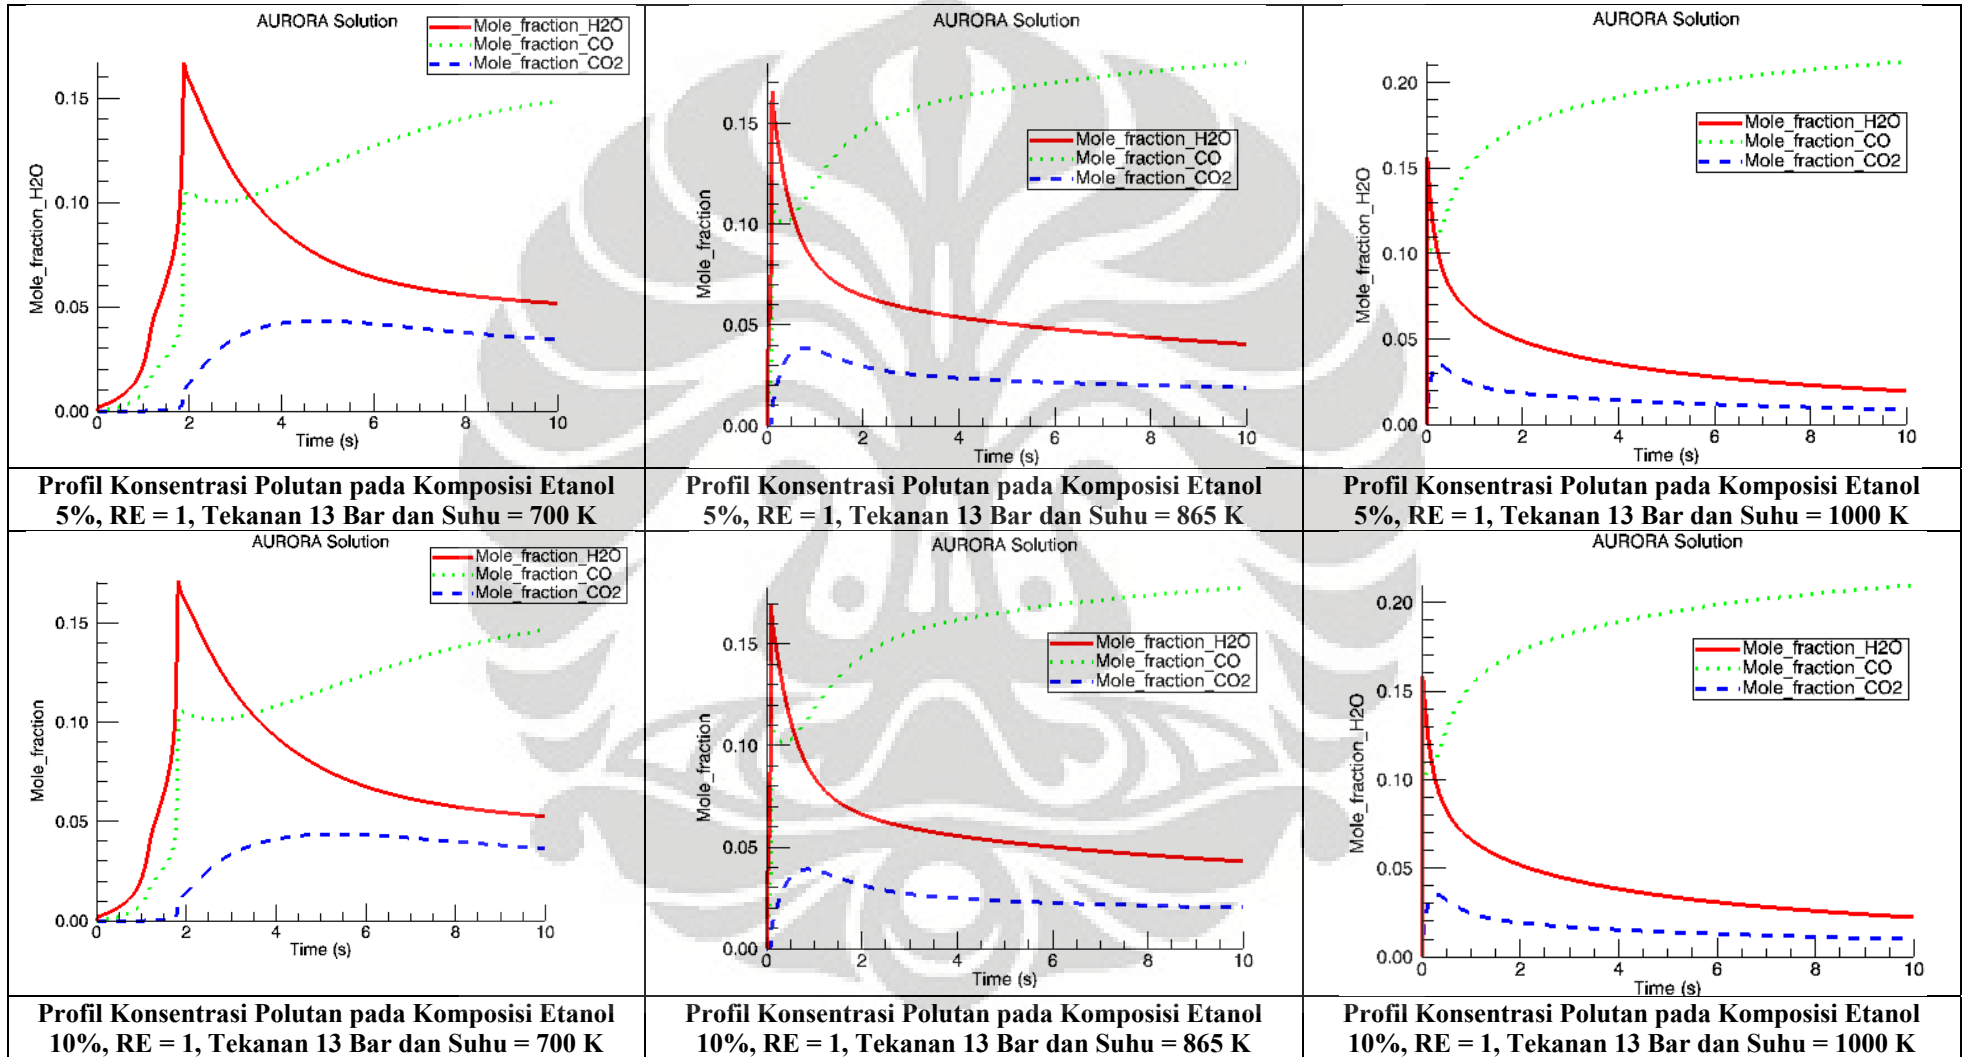 AURORA Solution
Mole_fraction_H2O
Mole_fraction_CO
Mole_fraction_CO2
Mole_fraction_H2O
0.15
0.10
0.05
0.00
0 2 4 6 8 10
Time (s)
Profil Konsentrasi Polutan pada Komposisi Etanol
5%, RE = 1, Tekanan 13 Bar dan Suhu = 700 K
AURORA Solution
Mole_fraction_H2O
Mole_fraction_CO
Mole_fraction_CO2
Mole_fraction
0.15
0.10
0.05
0.00
0 2 4 6 8 10
Time (s)
Profil Konsentrasi Polutan pada Komposisi Etanol
5%, RE = 1, Tekanan 13 Bar dan Suhu = 865 K
AURORA Solution
Mole_fraction_H2O
Mole_fraction_CO
Mole_fraction_CO2
Mole_fraction_H2O
0.20
0.15
0.10
0.05
0.00
0 2 4 6 8 10
Time (s)
Profil Konsentrasi Polutan pada Komposisi Etanol
5%, RE = 1, Tekanan 13 Bar dan Suhu = 1000 K
AURORA Solution
Mole_fraction_H2O
Mole_fraction_CO
Mole_fraction_CO2
Mole_fraction
0.15
0.10
0.05
0.00
0 2 4 6 8 10
Time (s)
Profil Konsentrasi Polutan pada Komposisi Etanol
10%, RE = 1, Tekanan 13 Bar dan Suhu = 700 K
AURORA Solution
Mole_fraction_H2O
Mole_fraction_CO
Mole_fraction_CO2
Mole_fraction
0.15
0.10
0.05
0.00
0 2 4 6 8 10
Time (s)
Profil Konsentrasi Polutan pada Komposisi Etanol
10%, RE = 1, Tekanan 13 Bar dan Suhu = 865 K
AURORA Solution
Mole_fraction_H2O
Mole_fraction_CO
Mole_fraction_CO2
Mole_fraction_H2O
0.20
0.15
0.10
0.05
0.00
0 2 4 6 8 10
Time (s)
Profil Konsentrasi Polutan pada Komposisi Etanol
10%, RE = 1, Tekanan 13 Bar dan Suhu = 1000 K